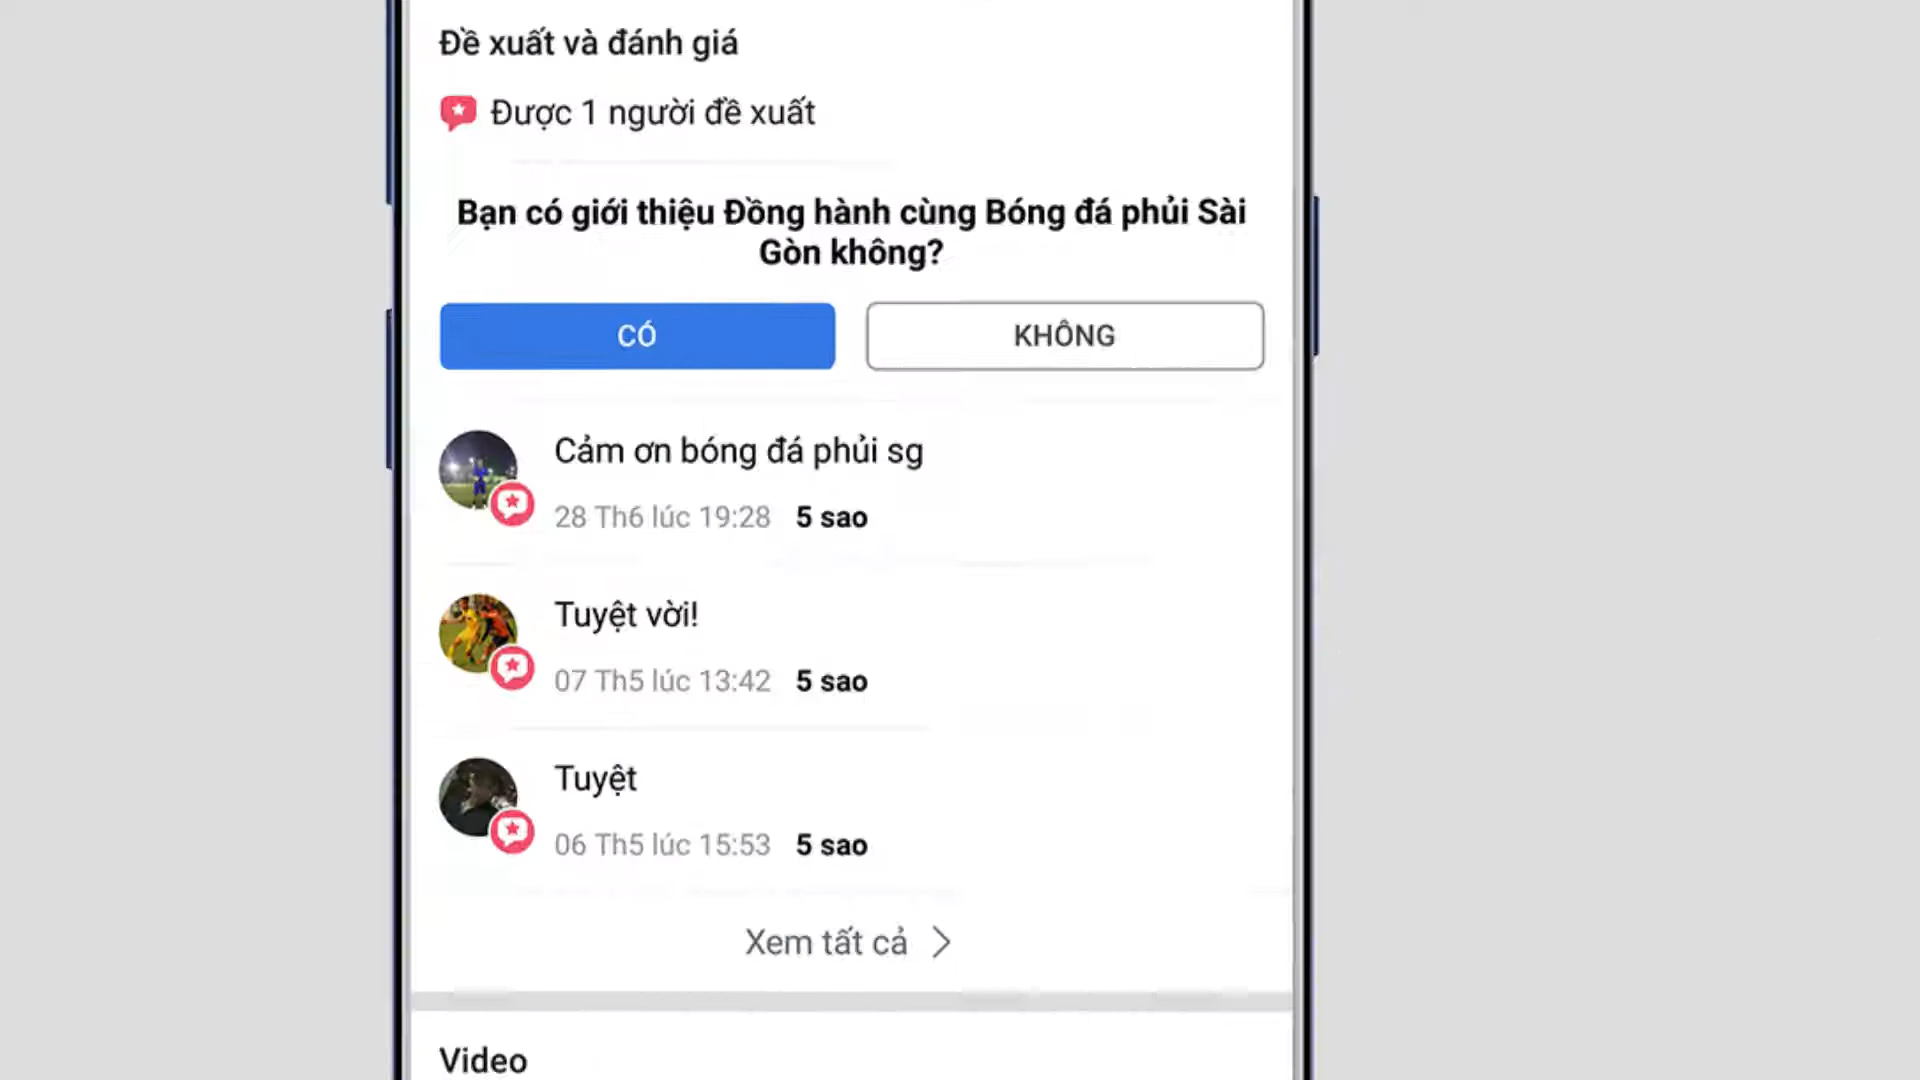 Đề xuất và đánh giá
Được 1 người đề xuất
Bạn có giới thiệu Đồng hành cùng Bóng đá phủi Sài
Gòn không?
CÓ
KHÔNG
Cảm ơn bóng đá phủi sg
28 Th6 lúc 19:28 5 sao
Tuyệt vời!
07 Th5 lúc 13:42 5 sao
Tuyệt
06 Th5 lúc 15:53 5 sao
Xem tất cả
Video